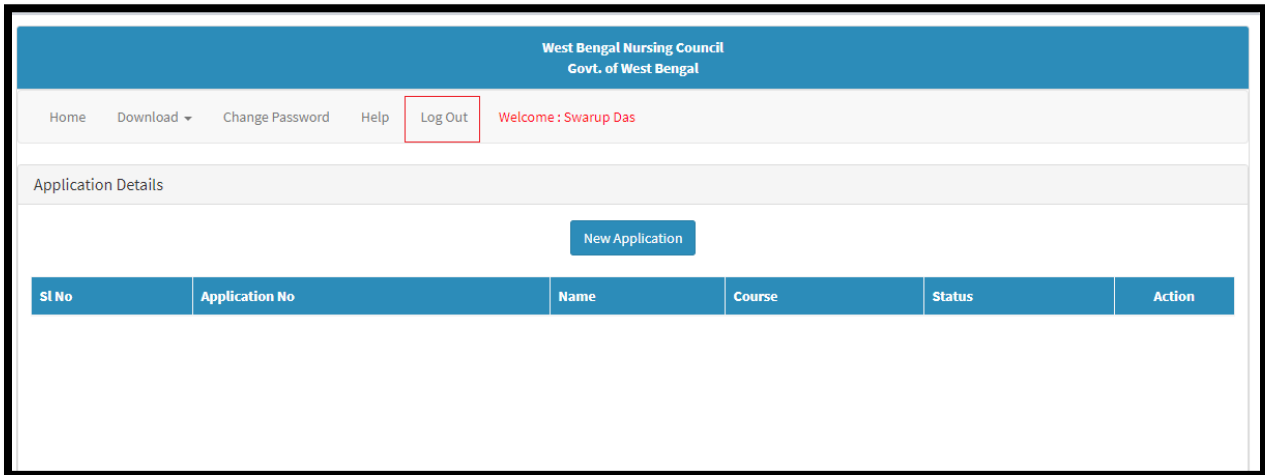 West Bengal Nursing Council
Govt. of West Bengal
Home Download Change Password Help Log Out Welcome : Swarup Das
Application Details
New Application
Sl No Application No Name Course Status Action